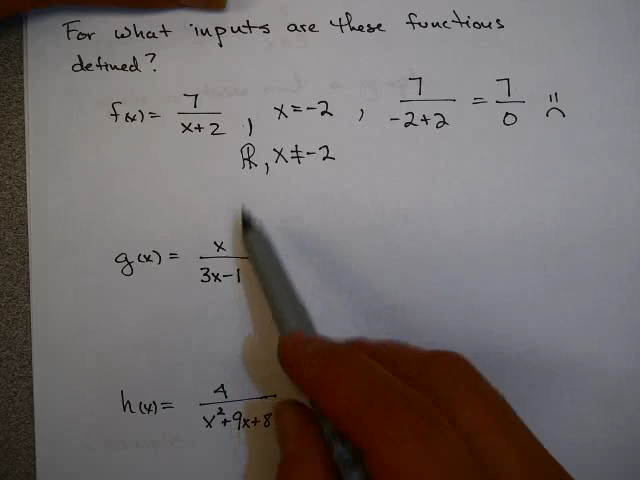 For what inputs are these functions
defined?
f(x) = 7/(x+2) , x=-2 , 7/(-2+2) = 7/0 :(
ℝ, x≠-2
g(x) = x/(3x-1)
h(x) = 4/(x²+9x+8)